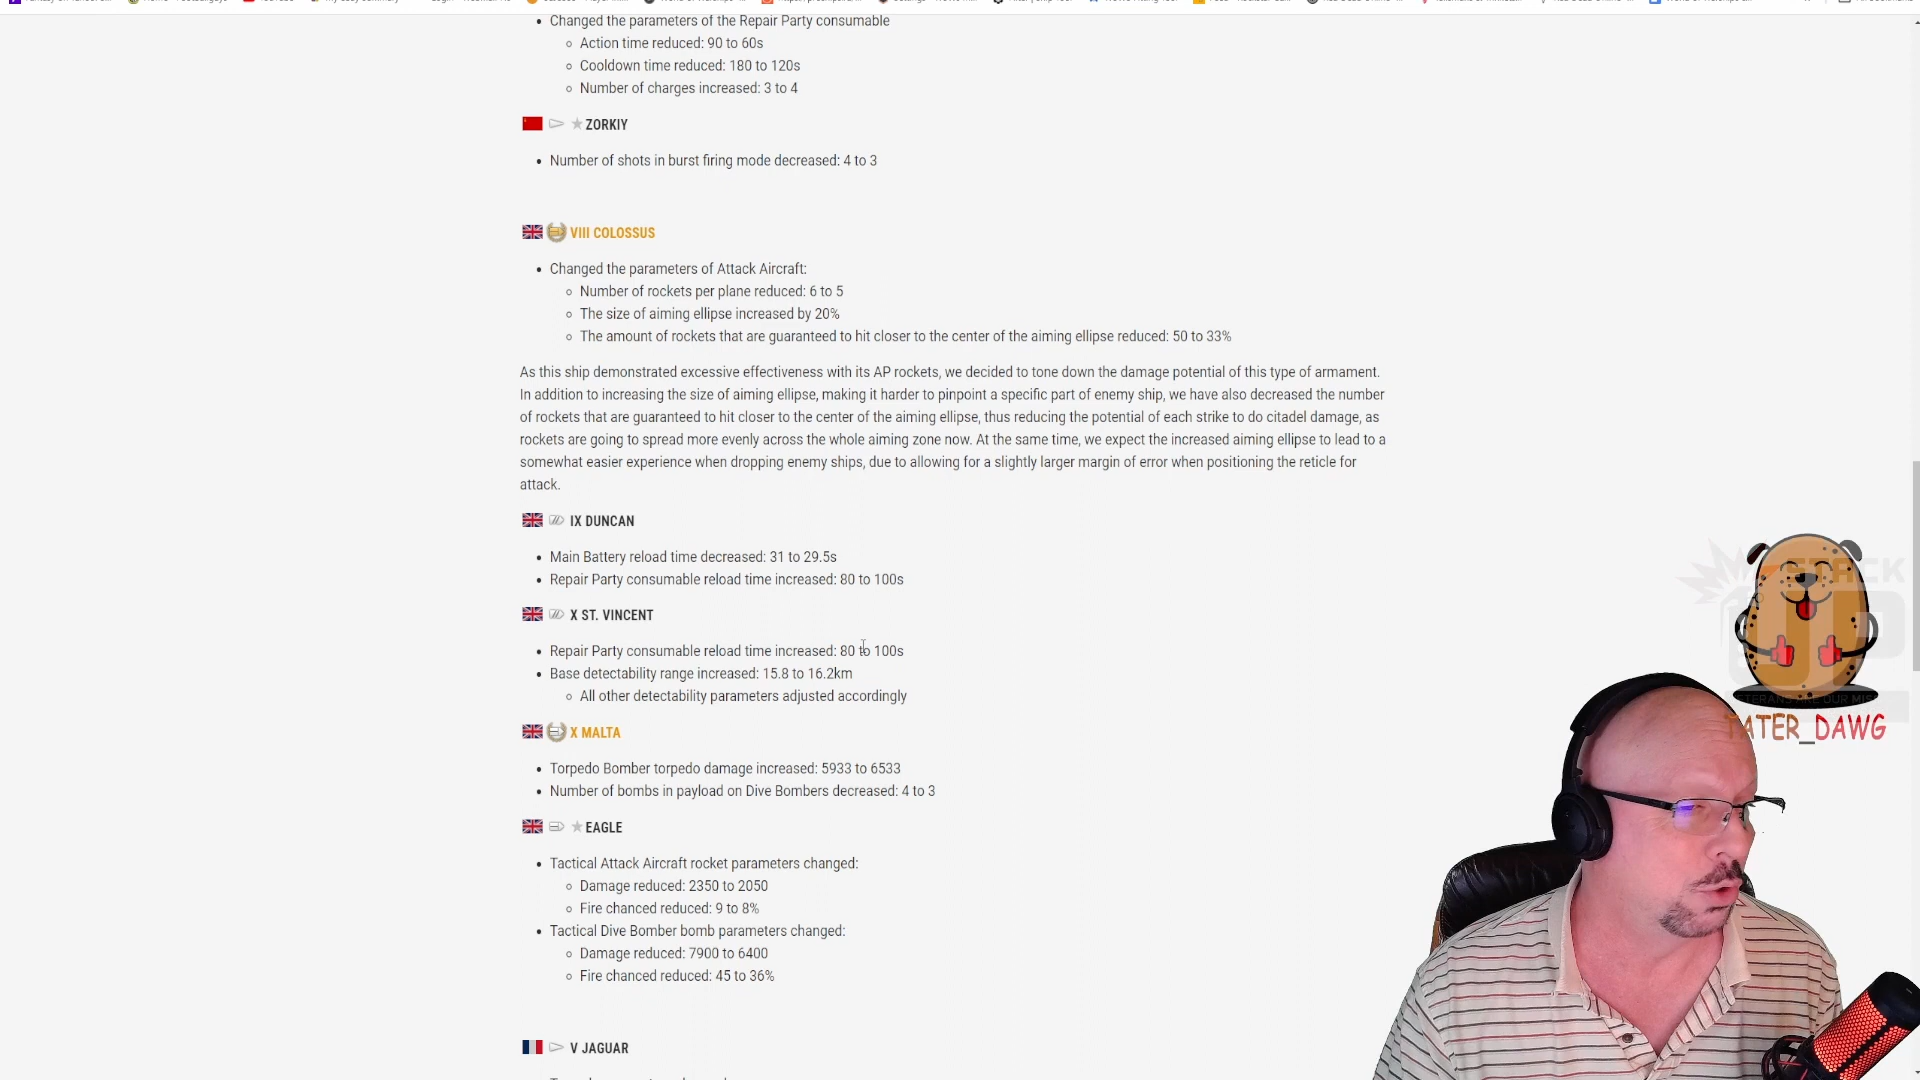 Changed the parameters of the Repair Party consumable
Action time reduced: 90 to 60s
Cooldown time reduced: 180 to 120s
Number of charges increased: 3 to 4
ZORKIY
Number of shots in burst firing mode decreased: 4 to 3
VIII COLOSSUS
Changed the parameters of Attack Aircraft:
Number of rockets per plane reduced: 6 to 5
The size of aiming ellipse increased by 20%
The amount of rockets that are guaranteed to hit closer to the center of the aiming ellipse reduced: 50 to 33%
As this ship demonstrated excessive effectiveness with its AP rockets, we decided to tone down the damage potential of this type of armament.
In addition to increasing the size of aiming ellipse, making it harder to pinpoint a specific part of enemy ship, we have also decreased the number
of rockets that are guaranteed to hit closer to the center of the aiming ellipse, thus reducing the potential of each strike to do citadel damage, as
rockets are going to spread more evenly across the whole aiming zone now. At the same time, we expect the increased aiming ellipse to lead to a
somewhat easier experience when dropping enemy ships, due to allowing for a slightly larger margin of error when positioning the reticle for
attack.
IX DUNCAN
Main Battery reload time decreased: 31 to 29.5s
Repair Party consumable reload time increased: 80 to 100s
X ST. VINCENT
Repair Party consumable reload time increased: 80 to 100s
Base detectability range increased: 15.8 to 16.2km
All other detectability parameters adjusted accordingly
X MALTA
Torpedo Bomber torpedo damage increased: 5933 to 6533
Number of bombs in payload on Dive Bombers decreased: 4 to 3
EAGLE
Tactical Attack Aircraft rocket parameters changed:
Damage reduced: 2350 to 2050
Fire chanced reduced: 9 to 8%
Tactical Dive Bomber bomb parameters changed:
Damage reduced: 7900 to 6400
Fire chanced reduced: 45 to 36%
V JAGUAR
STACK
UP
TATER_DAWG